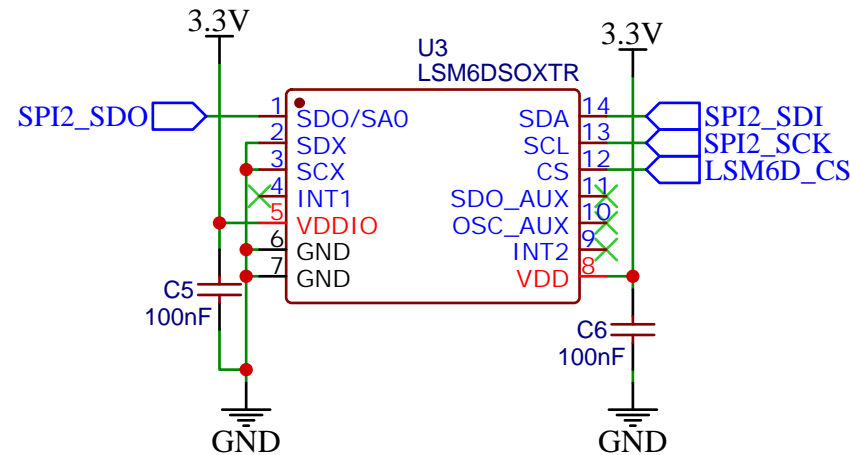 3.3V
3.3V
U3
LSM6DSOXTR
SPI2_SDO
1
SDO/SA0
2
SDX
3
SCX
4
INT1
5
VDDIO
6
GND
7
GND
SDA
14
SPI2_SDI
SCL
13
SPI2_SCK
CS
12
LSM6D_CS
SDO_AUX
11
OSC_AUX
10
INT2
9
VDD
8
C5
100nF
C6
100nF
GND
GND